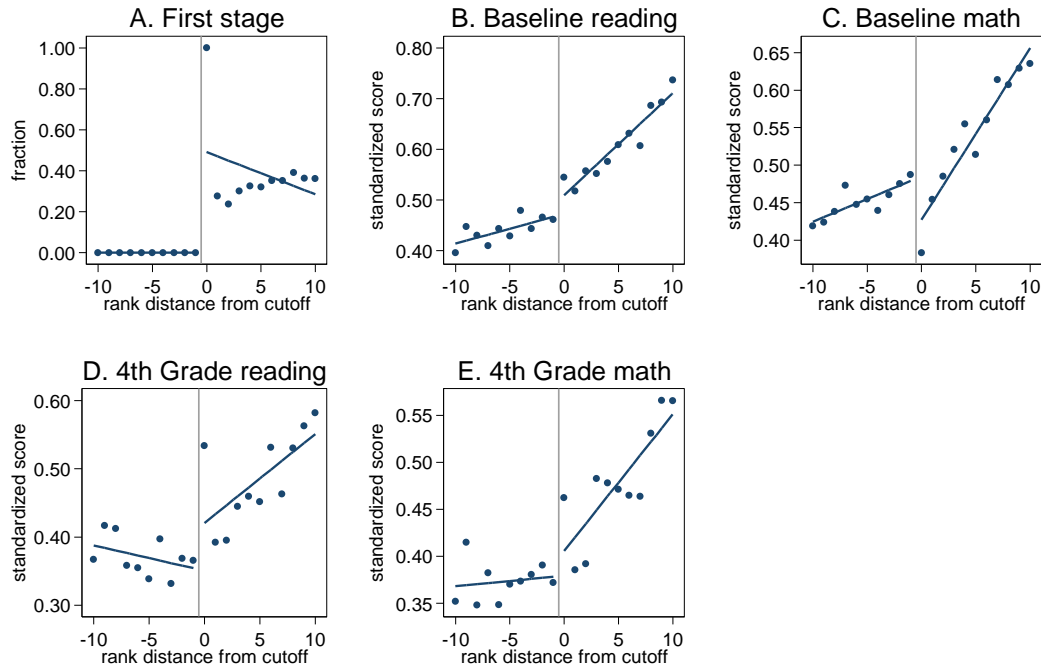 A. First stage
fraction
1.00
0.80
0.60
0.40
0.20
0.00
-10 -5 0 5 10
rank distance from cutoff
B. Baseline reading
standardized score
0.80
0.70
0.60
0.50
0.40
-10 -5 0 5 10
rank distance from cutoff
C. Baseline math
standardized score
0.65
0.60
0.55
0.50
0.45
0.40
-10 -5 0 5 10
rank distance from cutoff
D. 4th Grade reading
standardized score
0.60
0.50
0.40
0.30
-10 -5 0 5 10
rank distance from cutoff
E. 4th Grade math
standardized score
0.55
0.50
0.45
0.40
0.35
-10 -5 0 5 10
rank distance from cutoff